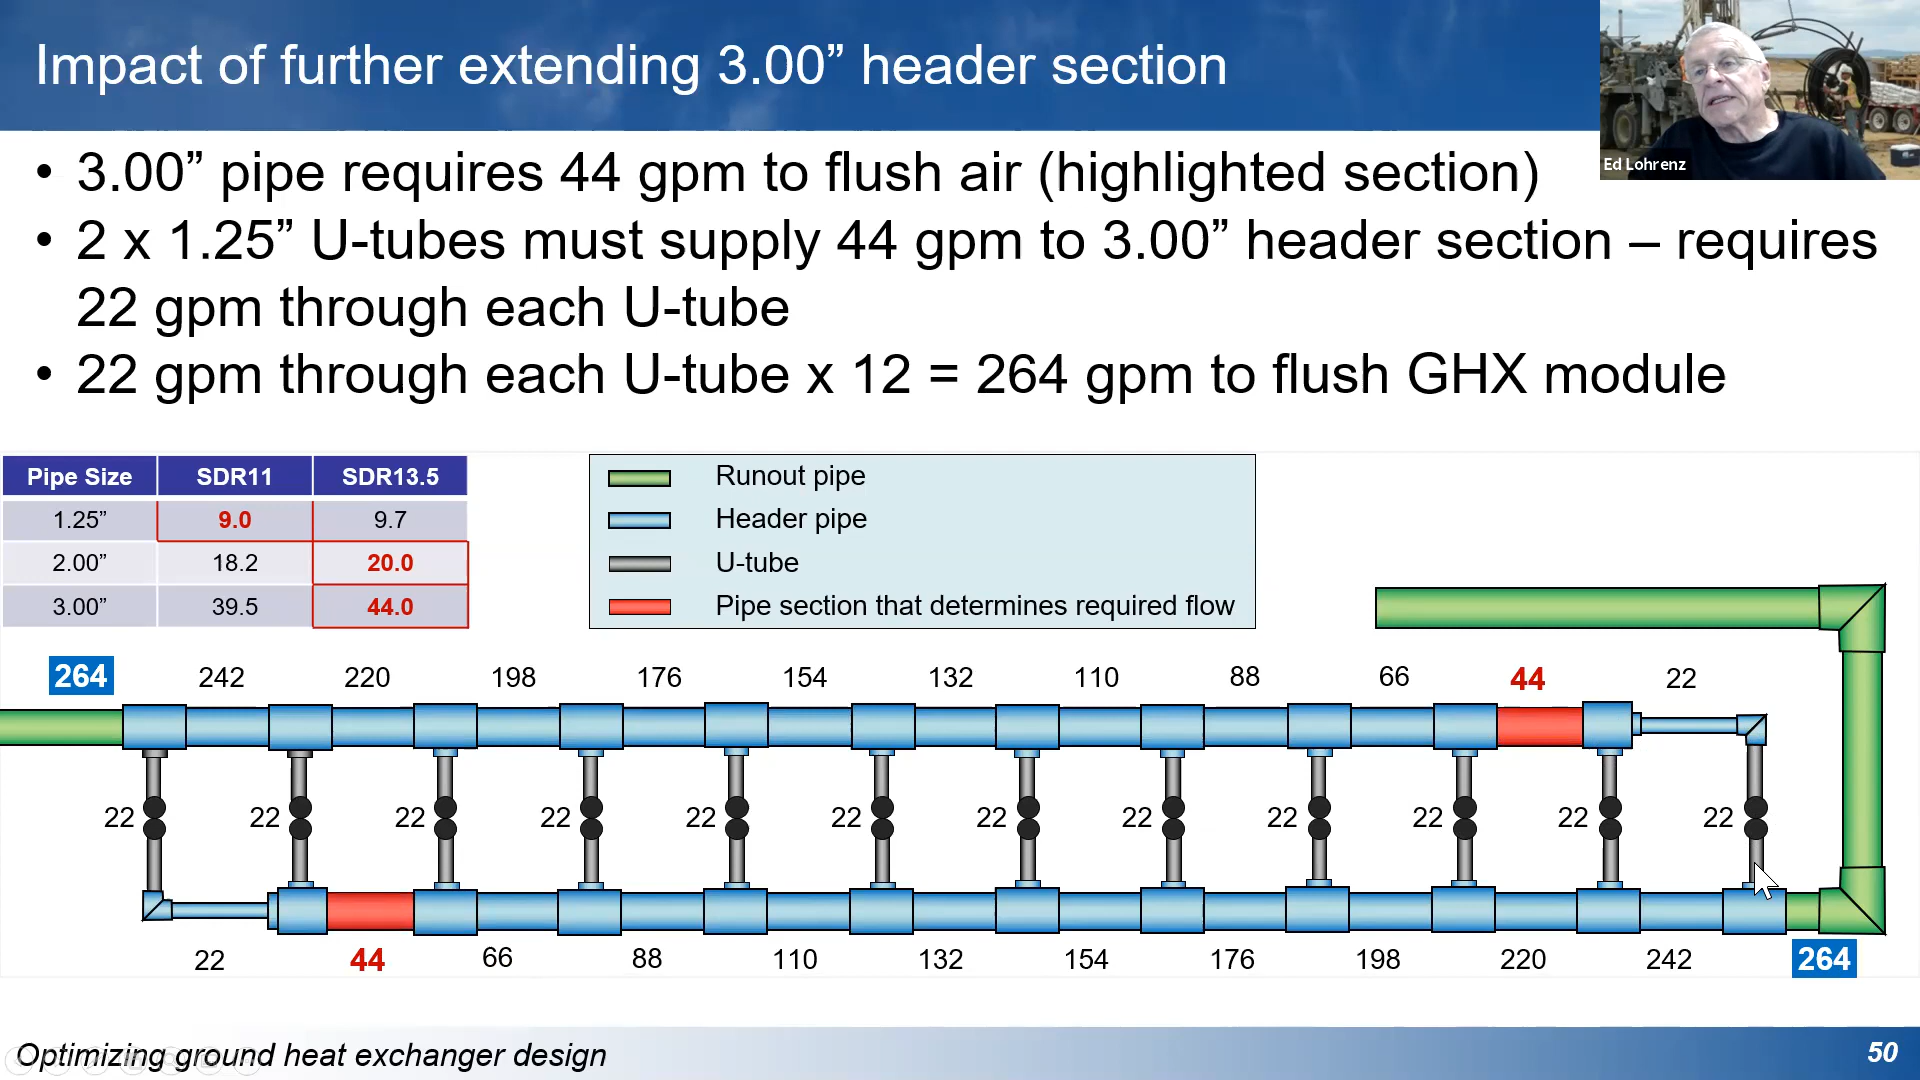 Impact of further extending 3.00” header section
Ed Lohrenz
• 3.00” pipe requires 44 gpm to flush air (highlighted section)
• 2 x 1.25” U-tubes must supply 44 gpm to 3.00” header section – requires
22 gpm through each U-tube
• 22 gpm through each U-tube x 12 = 264 gpm to flush GHX module
Pipe Size SDR11 SDR13.5
1.25” 9.0 9.7
2.00” 18.2 20.0
3.00” 39.5 44.0
Runout pipe
Header pipe
U-tube
Pipe section that determines required flow
264 242 220 198 176 154 132 110 88 66 44 22
22 22 22 22 22 22 22 22 22 22 22 22
22 44 66 88 110 132 154 176 198 220 242 264
Optimizing ground heat exchanger design
50